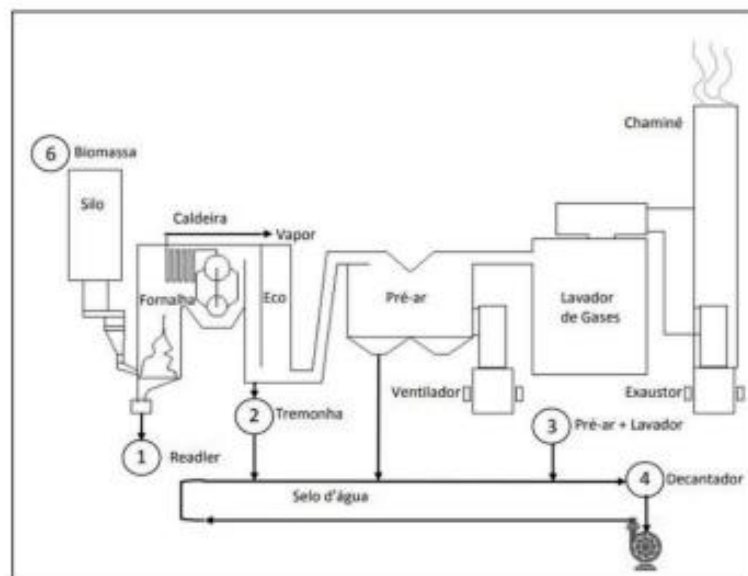 Chaminé
6 Biomassa
Silo
Caldeira
Vapor
Fornalha
Eco
Pré-ar
Lavador
de Gases
Ventilador
Exaustor
2 Tremonha
3 Pré-ar + Lavador
1 Readler
4 Decantador
Selo d'água